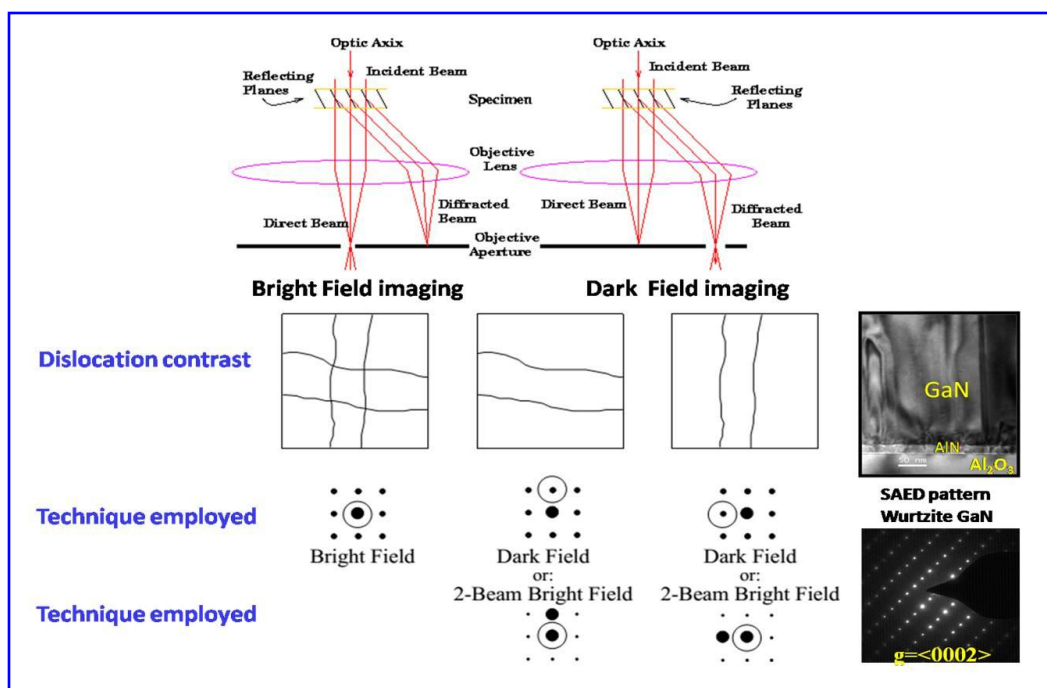 Optic Axix
Incident Beam
Reflecting
Planes
Specimen
Objective
Lens
Direct Beam
Diffracted
Beam
Objective
Aperture
Optic Axix
Incident Beam
Reflecting
Planes
Direct Beam
Diffracted
Beam
Bright Field imaging
Dark Field imaging
Dislocation contrast
GaN
AlN
50 nm
Al₂O₃
Technique employed
Bright Field
Dark Field
or:
2-Beam Bright Field
Dark Field
or:
2-Beam Bright Field
SAED pattern
Wurtzite GaN
Technique employed
g=<0002>